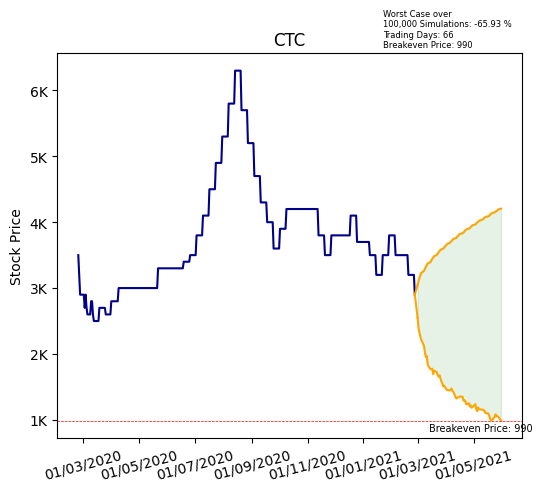 Worst Case over
100,000 Simulations: -65.93 %
Trading Days: 66
Breakeven Price: 990
CTC
Stock Price
6K
5K
4K
3K
2K
1K
Breakeven Price: 990
01/03/2020
01/05/2020
01/07/2020
01/09/2020
01/11/2020
01/01/2021
01/03/2021
01/05/2021